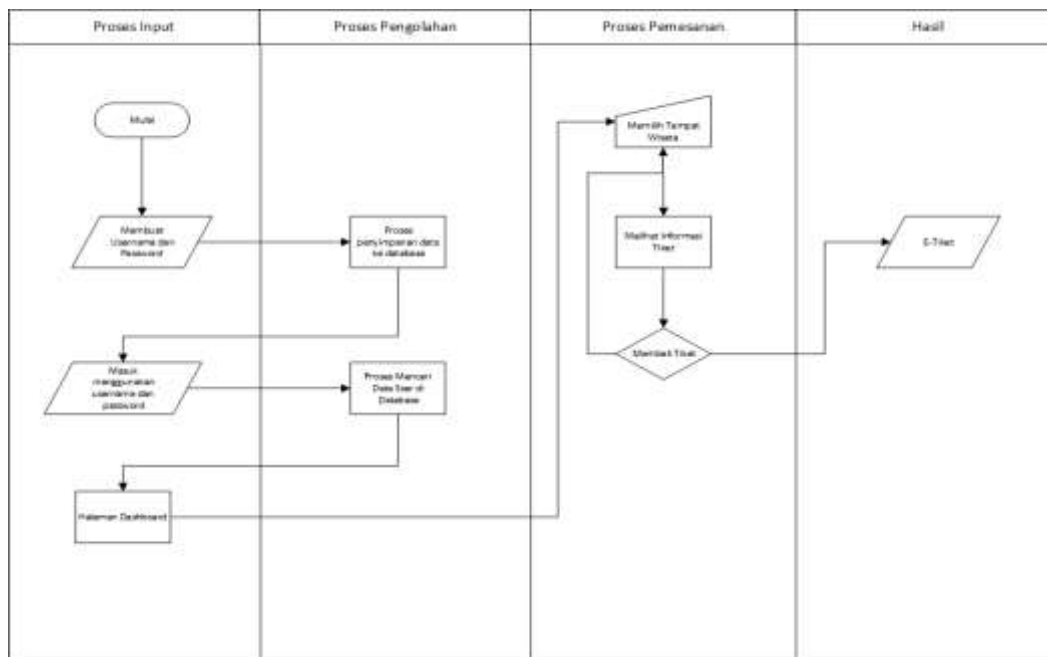 Proses Input
Proses Pengolahan
Proses Pemesanan
Hasil
Mulai
Membuat
Username dan
Password
Proses
penyimpanan data
ke database
Masuk
menggunakan
username dan
password
Proses Mencari
Data User di
Database
Halaman Dashboard
Memilih Tempat
Wisata
Melihat Informasi
Tiket
Membeli Tiket
E-Tiket